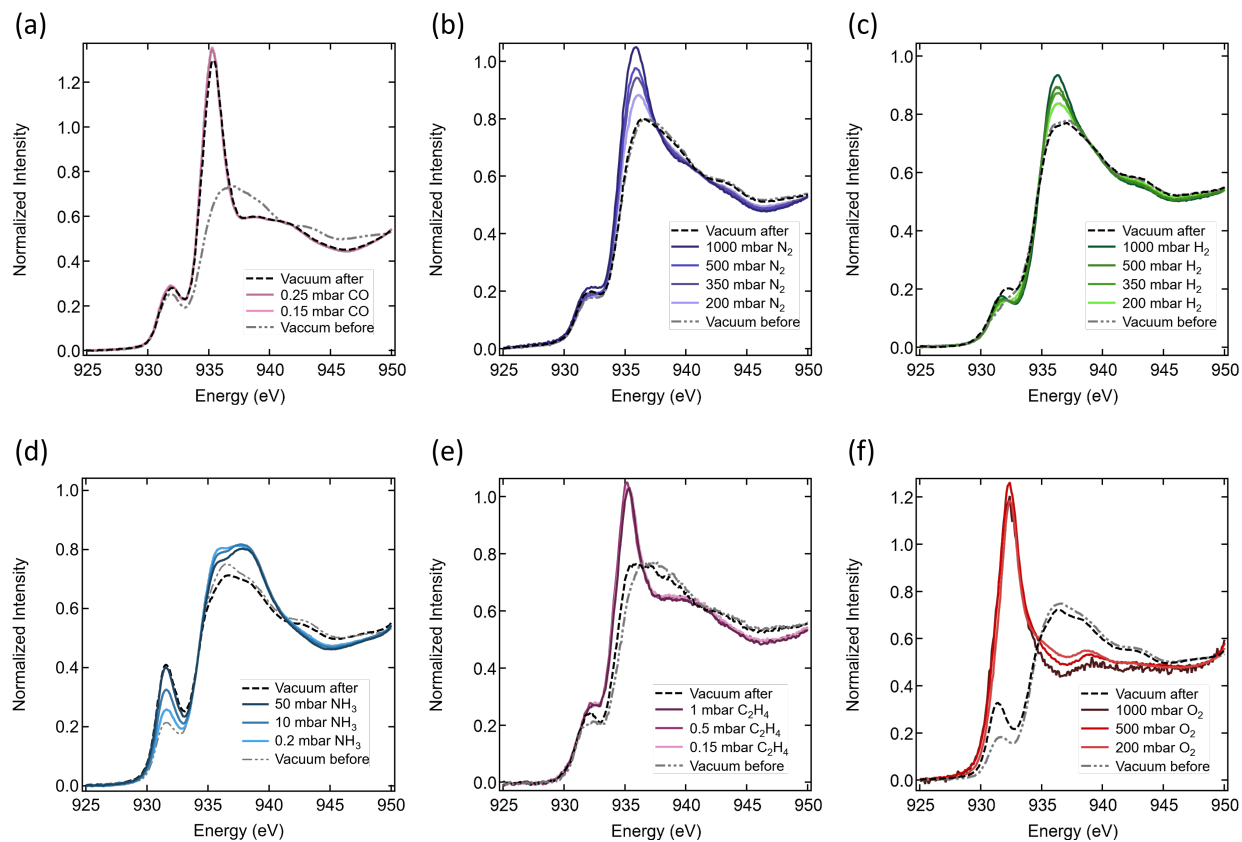 (a)
Normalized Intensity
1.2
1.0
0.8
0.6
0.4
0.2
0.0
Vacuum after
0.25 mbar CO
0.15 mbar CO
Vaccum before
925 930 935 940 945 950
Energy (eV)
(b)
Normalized Intensity
1.0
0.8
0.6
0.4
0.2
0.0
Vacuum after
1000 mbar N₂
500 mbar N₂
350 mbar N₂
200 mbar N₂
Vacuum before
925 930 935 940 945 950
Energy (eV)
(c)
Normalized Intensity
1.0
0.8
0.6
0.4
0.2
0.0
Vacuum after
1000 mbar H₂
500 mbar H₂
350 mbar H₂
200 mbar H₂
Vacuum before
925 930 935 940 945 950
Energy (eV)
(d)
Normalized Intensity
1.0
0.8
0.6
0.4
0.2
0.0
Vacuum after
50 mbar NH₃
10 mbar NH₃
0.2 mbar NH₃
Vacuum before
925 930 935 940 945 950
Energy (eV)
(e)
Normalized Intensity
1.0
0.8
0.6
0.4
0.2
0.0
Vacuum after
1 mbar C₂H₄
0.5 mbar C₂H₄
0.15 mbar C₂H₄
Vacuum before
925 930 935 940 945 950
Energy (eV)
(f)
Normalized Intensity
1.2
1.0
0.8
0.6
0.4
0.2
0.0
Vacuum after
1000 mbar O₂
500 mbar O₂
200 mbar O₂
Vacuum before
925 930 935 940 945 950
Energy (eV)